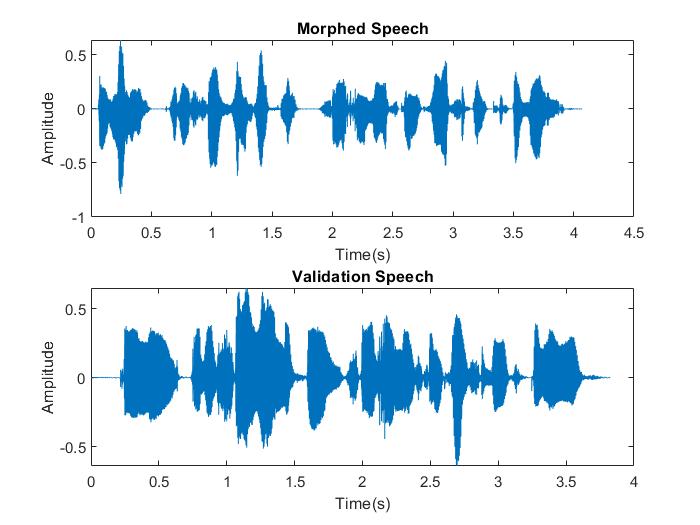 Morphed Speech
0.5
0
-0.5
-1
Amplitude
0 0.5 1 1.5 2 2.5 3 3.5 4 4.5
Time(s)
Validation Speech
0.5
0
-0.5
Amplitude
0 0.5 1 1.5 2 2.5 3 3.5 4
Time(s)